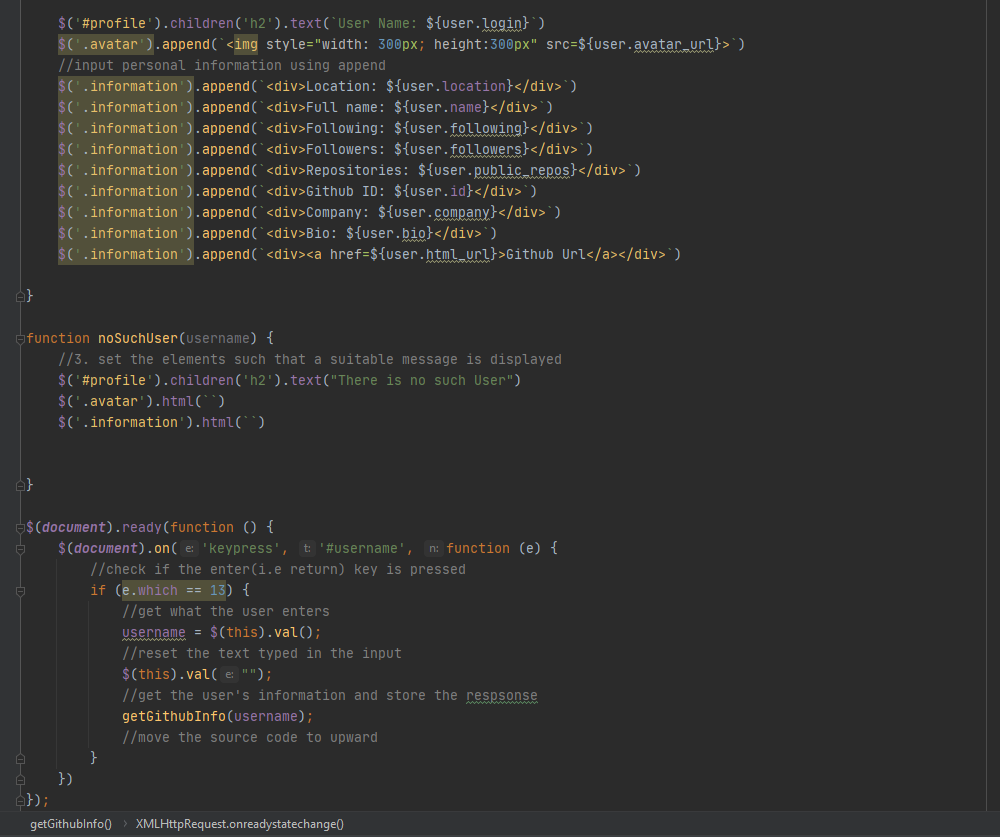 $('#profile').children('h2').text(`User Name: ${user.login}`)
$('.avatar').append(`<img style="width: 300px; height:300px" src=${user.avatar_url}>`)
//input personal information using append
$('.information').append(`<div>Location: ${user.location}</div>`)
$('.information').append(`<div>Full name: ${user.name}</div>`)
$('.information').append(`<div>Following: ${user.following}</div>`)
$('.information').append(`<div>Followers: ${user.followers}</div>`)
$('.information').append(`<div>Repositories: ${user.public_repos}</div>`)
$('.information').append(`<div>Github ID: ${user.id}</div>`)
$('.information').append(`<div>Company: ${user.company}</div>`)
$('.information').append(`<div>Bio: ${user.bio}</div>`)
$('.information').append(`<div><a href=${user.html_url}>Github Url</a></div>`)
}
function noSuchUser(username) {
//3. set the elements such that a suitable message is displayed
$('#profile').children('h2').text("There is no such User")
$('.avatar').html(``)
$('.information').html(``)
}
$(document).ready(function () {
$(document).on( e: 'keypress', t: '#username', n: function (e) {
//check if the enter(i.e return) key is pressed
if (e.which == 13) {
//get what the user enters
username = $(this).val();
//reset the text typed in the input
$(this).val( e: "");
//get the user's information and store the respsonse
getGithubInfo(username);
//move the source code to upward
}
})
});
getGithubInfo() › XMLHttpRequest.onreadystatechange()